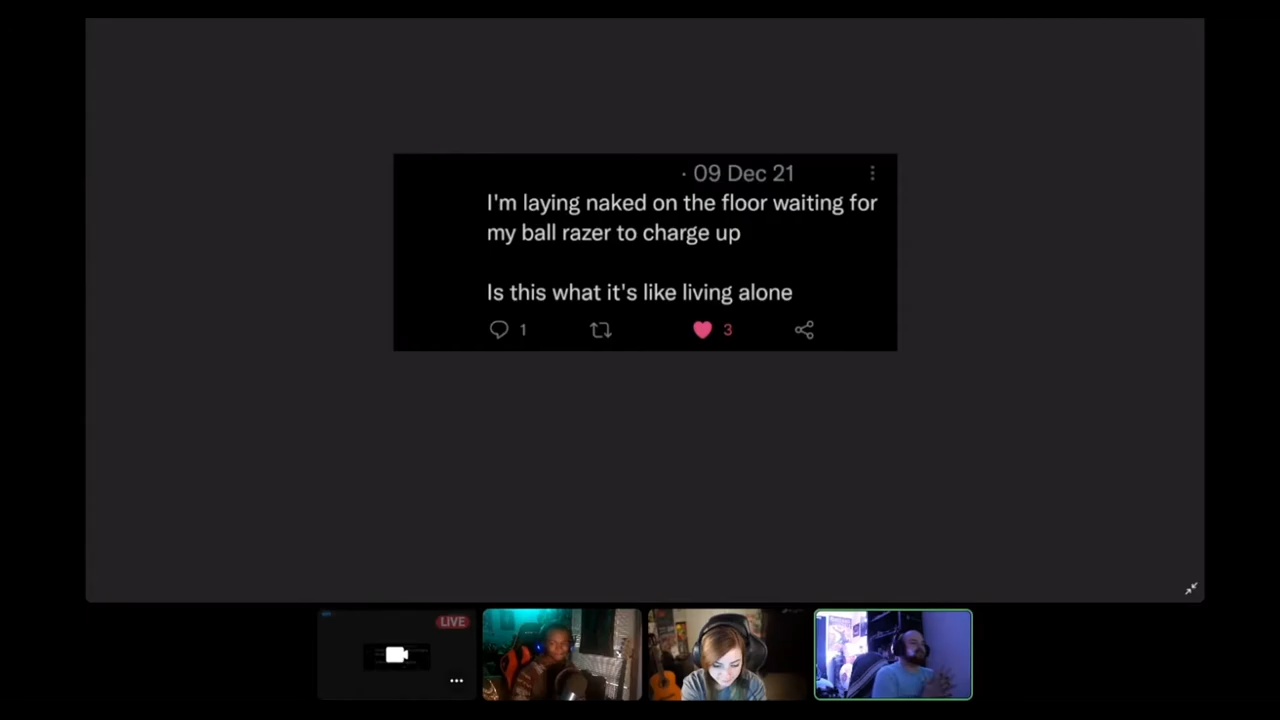 · 09 Dec 21
I'm laying naked on the floor waiting for
my ball razer to charge up
Is this what it's like living alone
1
3
LIVE